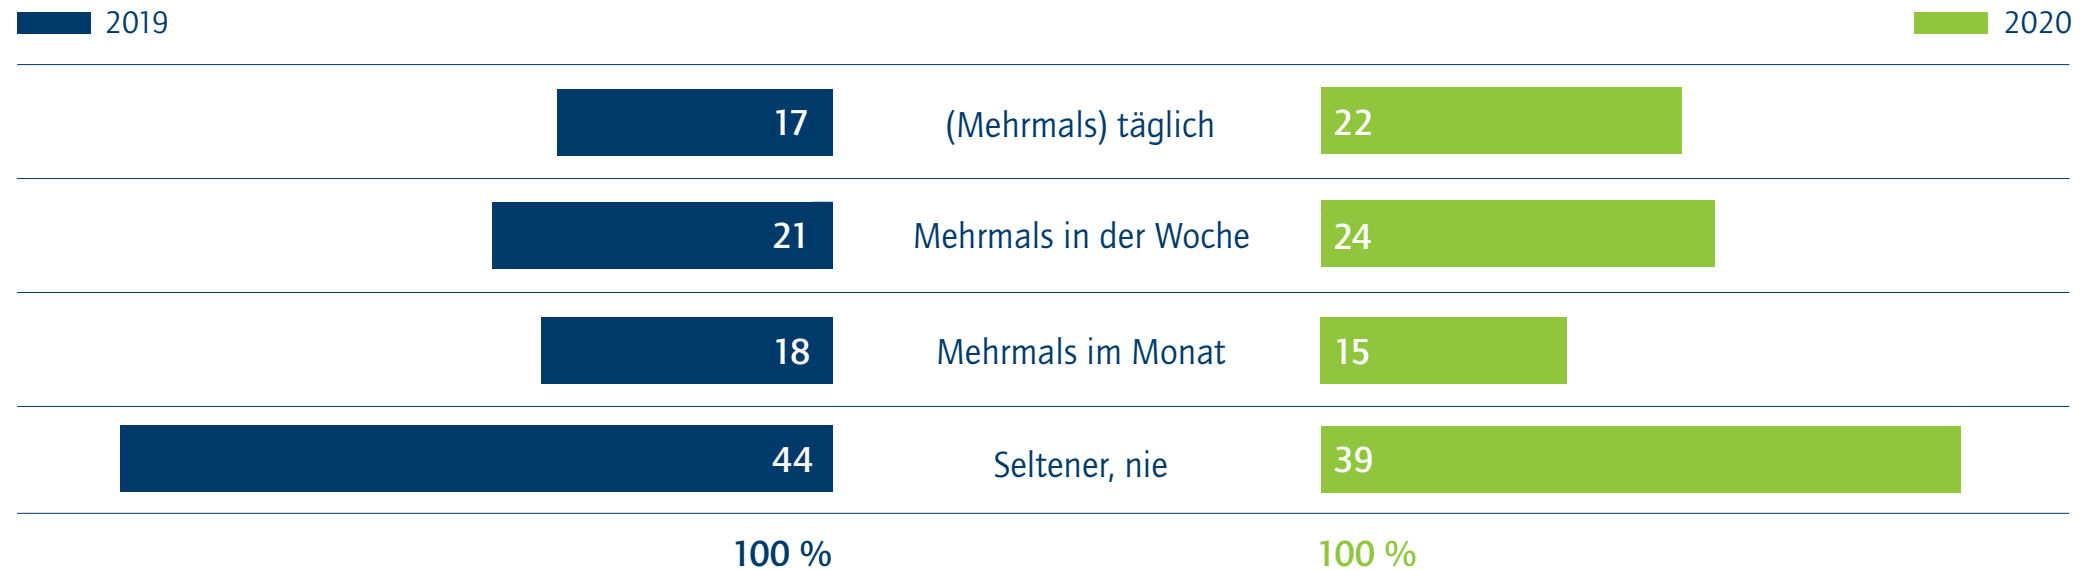 2019 2020
17 (Mehrmals) täglich 22
21 Mehrmals in der Woche 24
18 Mehrmals im Monat 15
44 Seltener, nie 39
100 % 100 %